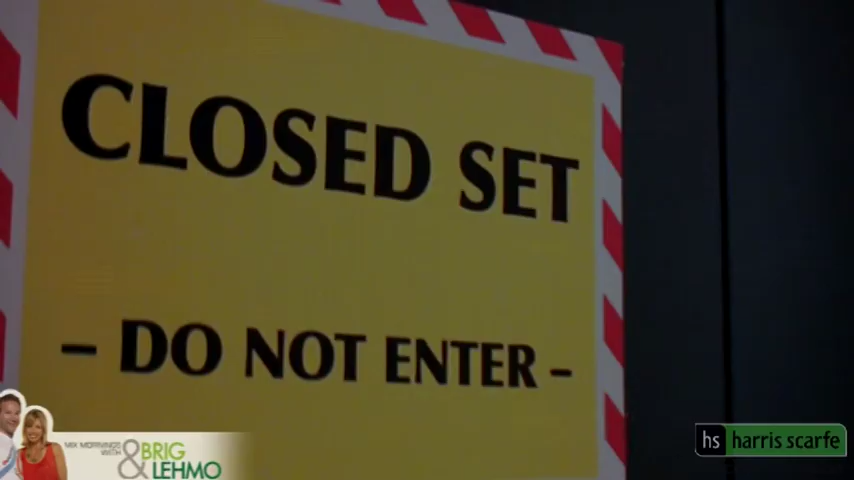 CLOSED SET
– DO NOT ENTER –
MIX MORNINGS
WITH
& BRIG
LEHMO
hs harris scarfe